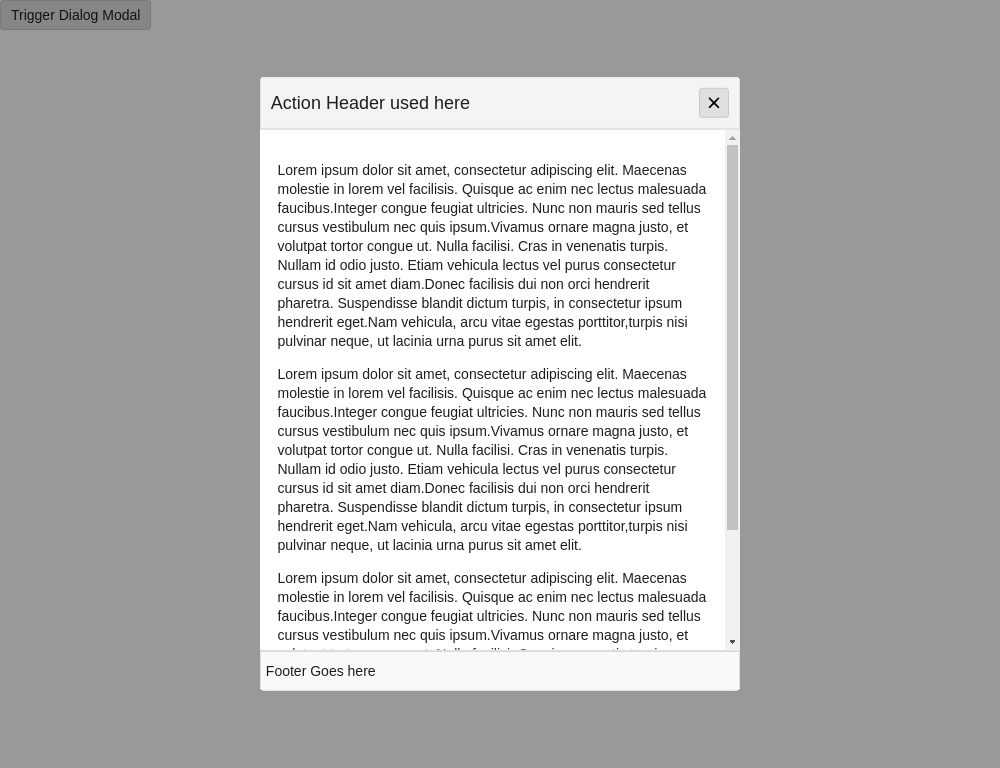 Trigger Dialog Modal
Action Header used here
Lorem ipsum dolor sit amet, consectetur adipiscing elit. Maecenas
molestie in lorem vel facilisis. Quisque ac enim nec lectus malesuada
faucibus.Integer congue feugiat ultricies. Nunc non mauris sed tellus
cursus vestibulum nec quis ipsum.Vivamus ornare magna justo, et
volutpat tortor congue ut. Nulla facilisi. Cras in venenatis turpis.
Nullam id odio justo. Etiam vehicula lectus vel purus consectetur
cursus id sit amet diam.Donec facilisis dui non orci hendrerit
pharetra. Suspendisse blandit dictum turpis, in consectetur ipsum
hendrerit eget.Nam vehicula, arcu vitae egestas porttitor,turpis nisi
pulvinar neque, ut lacinia urna purus sit amet elit.
Lorem ipsum dolor sit amet, consectetur adipiscing elit. Maecenas
molestie in lorem vel facilisis. Quisque ac enim nec lectus malesuada
faucibus.Integer congue feugiat ultricies. Nunc non mauris sed tellus
cursus vestibulum nec quis ipsum.Vivamus ornare magna justo, et
volutpat tortor congue ut. Nulla facilisi. Cras in venenatis turpis.
Nullam id odio justo. Etiam vehicula lectus vel purus consectetur
cursus id sit amet diam.Donec facilisis dui non orci hendrerit
pharetra. Suspendisse blandit dictum turpis, in consectetur ipsum
hendrerit eget.Nam vehicula, arcu vitae egestas porttitor,turpis nisi
pulvinar neque, ut lacinia urna purus sit amet elit.
Lorem ipsum dolor sit amet, consectetur adipiscing elit. Maecenas
molestie in lorem vel facilisis. Quisque ac enim nec lectus malesuada
faucibus.Integer congue feugiat ultricies. Nunc non mauris sed tellus
cursus vestibulum nec quis ipsum.Vivamus ornare magna justo, et
Footer Goes here